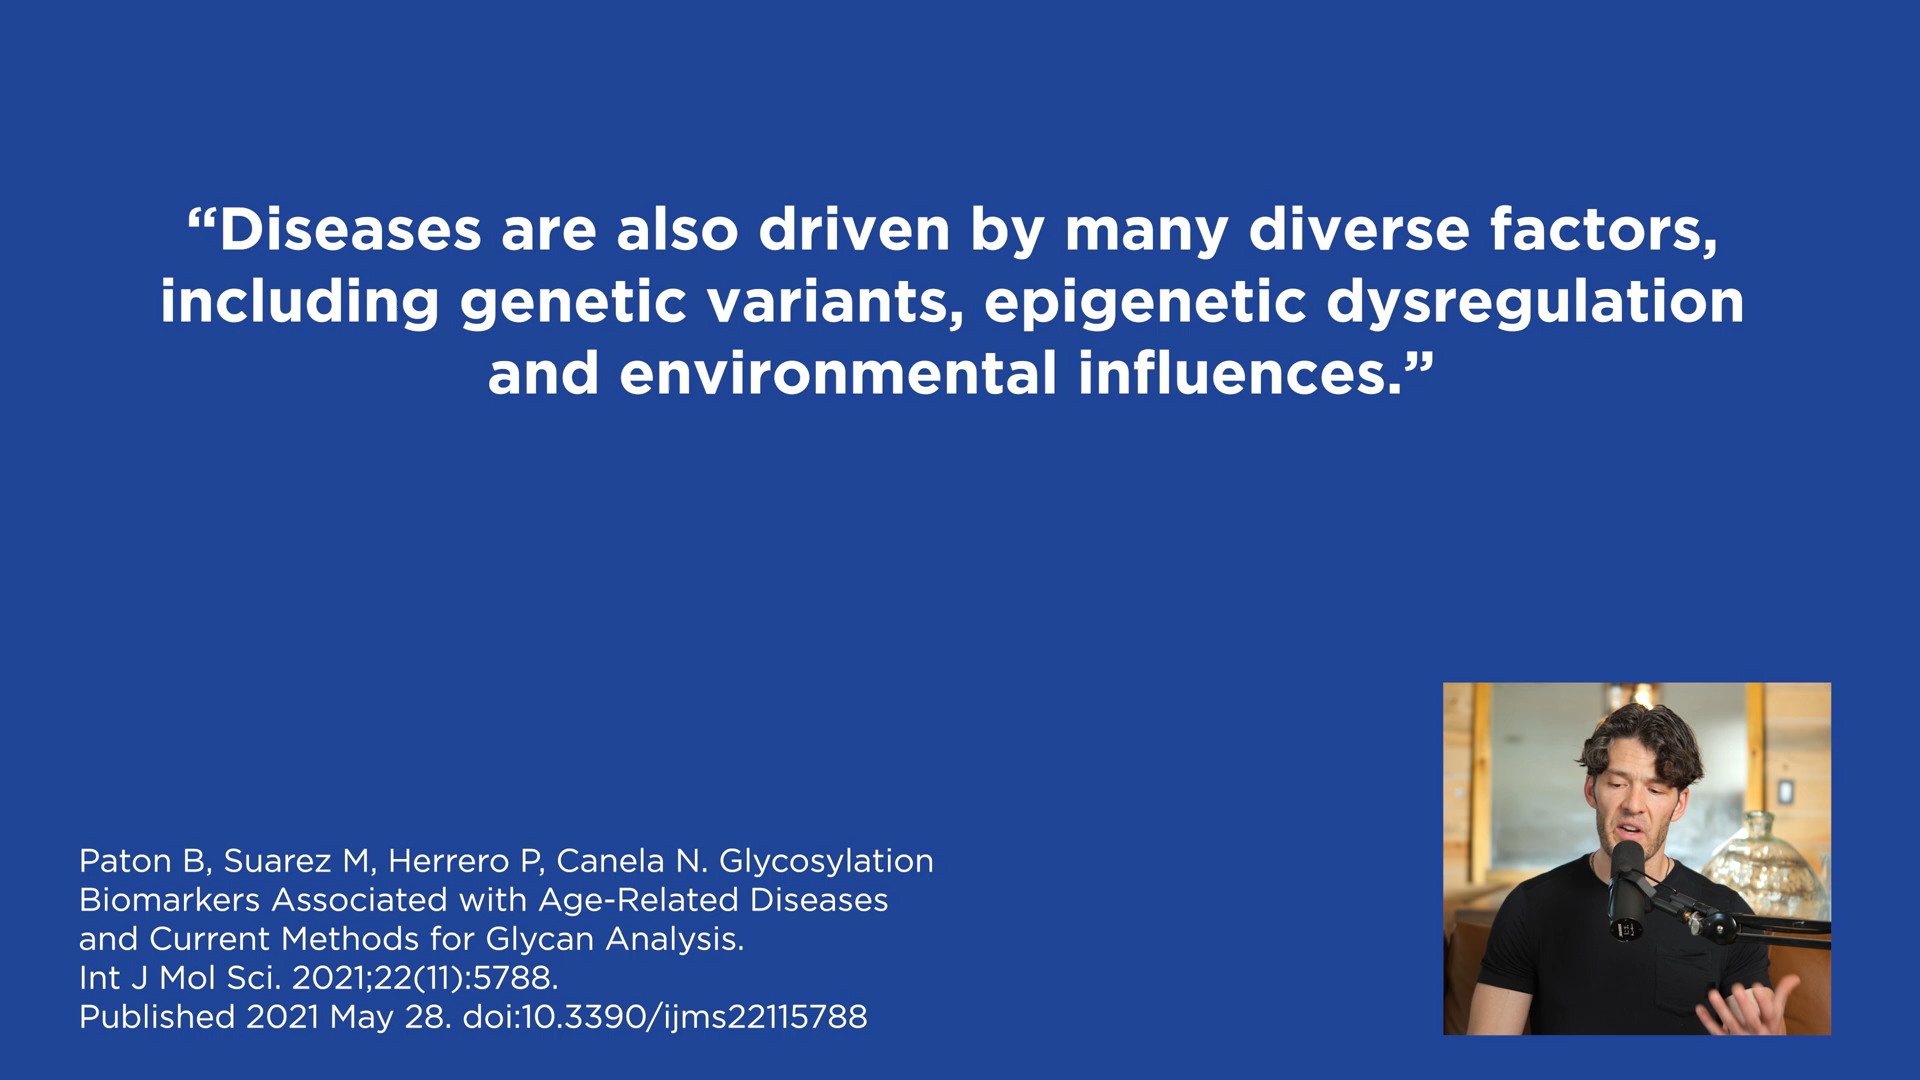 “Diseases are also driven by many diverse factors,
including genetic variants, epigenetic dysregulation
and environmental influences.”
Paton B, Suarez M, Herrero P, Canela N. Glycosylation
Biomarkers Associated with Age-Related Diseases
and Current Methods for Glycan Analysis.
Int J Mol Sci. 2021;22(11):5788.
Published 2021 May 28. doi:10.3390/ijms22115788